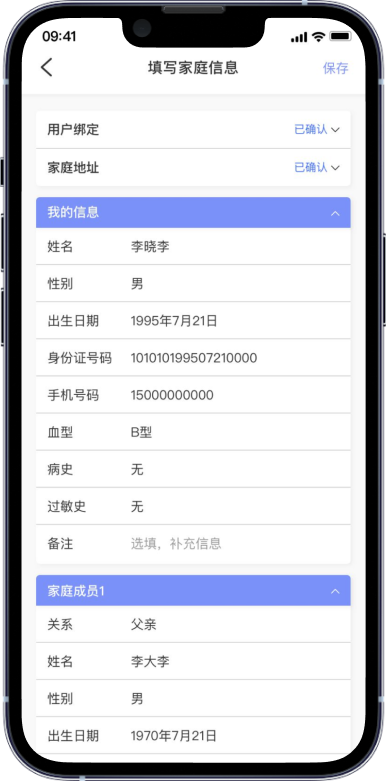 09:41
填写家庭信息 保存
用户绑定 已确认
家庭地址 已确认
我的信息
姓名 李晓李
性别 男
出生日期 1995年7月21日
身份证号码 101010199507210000
手机号码 15000000000
血型 B型
病史 无
过敏史 无
备注 选填，补充信息
家庭成员1
关系 父亲
姓名 李大李
性别 男
出生日期 1970年7月21日